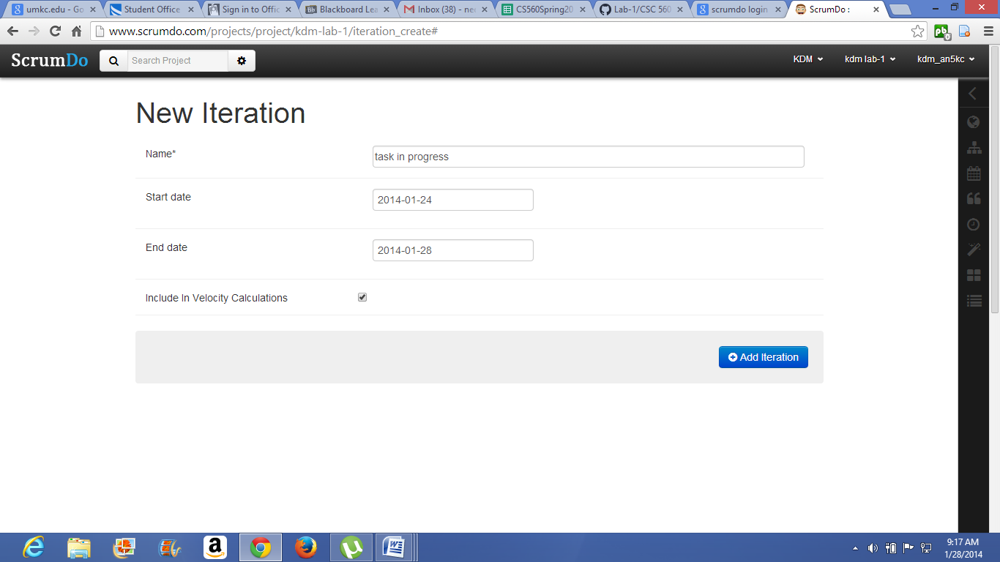 umkc.edu - Go
Student Office
Sign in to Offic
Blackboard Lea
Inbox (38) - nee
CS560Spring20
Lab-1/CSC 560
scrumdo login
ScrumDo :
www.scrumdo.com/projects/project/kdm-lab-1/iteration_create#
ScrumDo
Search Project
KDM
kdm lab-1
kdm_an5kc
New Iteration
Name*
task in progress
Start date
2014-01-24
End date
2014-01-28
Include In Velocity Calculations
Add Iteration
9:17 AM
1/28/2014